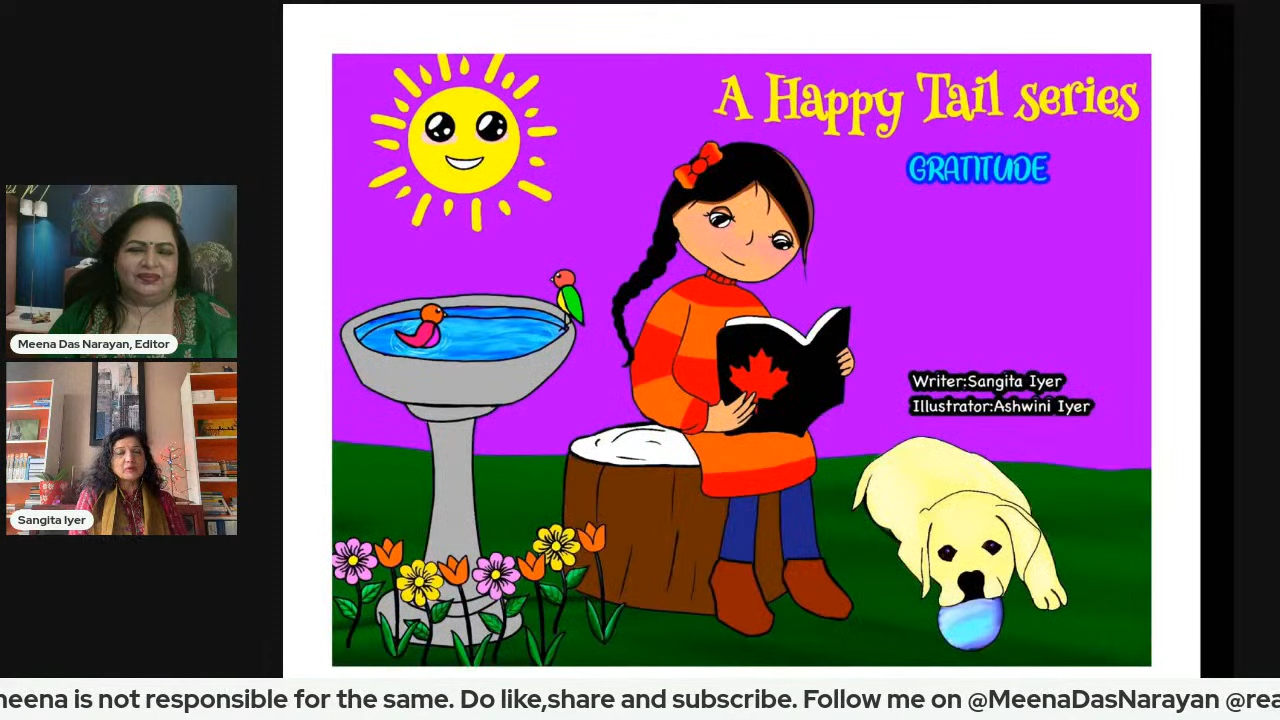 A Happy Tail series
GRATITUDE
Meena Das Narayan, Editor
Writer:Sangita Iyer
Illustrator:Ashwini Iyer
Sangita Iyer
meena is not responsible for the same. Do like,share and subscribe. Follow me on @MeenaDasNarayan @rea